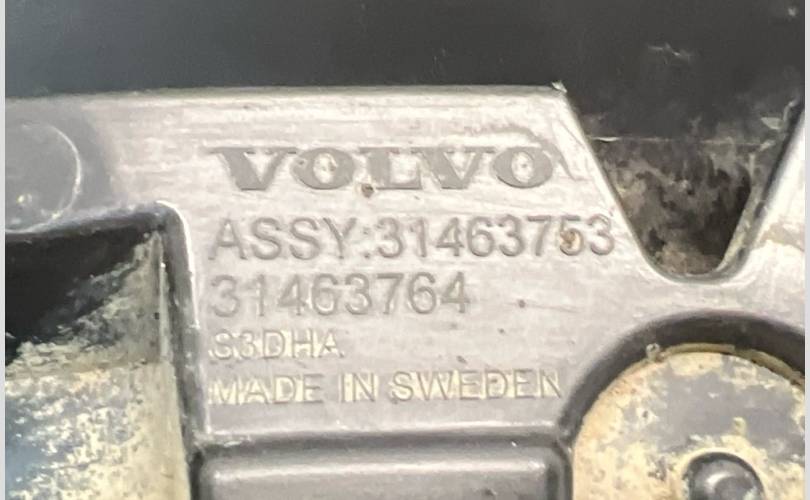 VOLVO
ASSY:31463753
31463764
S3DHA
MADE IN SWEDEN